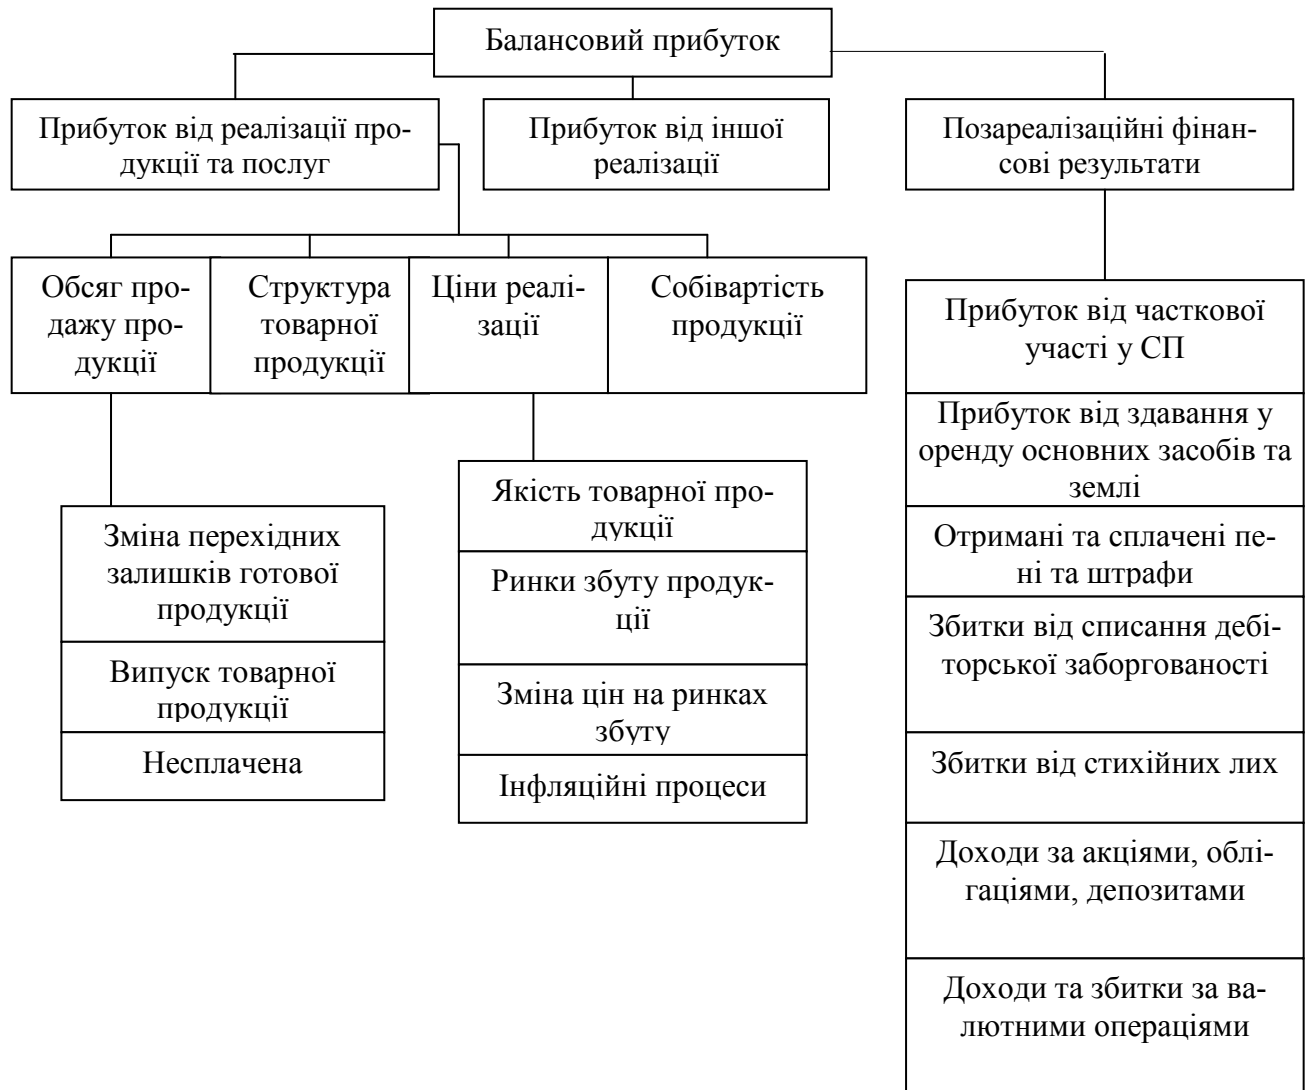 Балансовий прибуток
Прибуток від реалізації про-
дукції та послуг
Прибуток від іншої
реалізації
Позареалізаційні фінан-
сові результати
Обсяг про-
дажу про-
дукції
Структура
товарної
продукції
Ціни реалі-
зації
Собівартість
продукції
Зміна перехідних
залишків готової
продукції
Випуск товарної
продукції
Несплачена
Якість товарної про-
дукції
Ринки збуту продук-
ції
Зміна цін на ринках
збуту
Інфляційні процеси
Прибуток від часткової
участі у СП
Прибуток від здавання у
оренду основних засобів та
землі
Отримані та сплачені пе-
ні та штрафи
Збитки від списання дебі-
торської заборгованості
Збитки від стихійних лих
Доходи за акціями, облі-
гаціями, депозитами
Доходи та збитки за ва-
лютними операціями